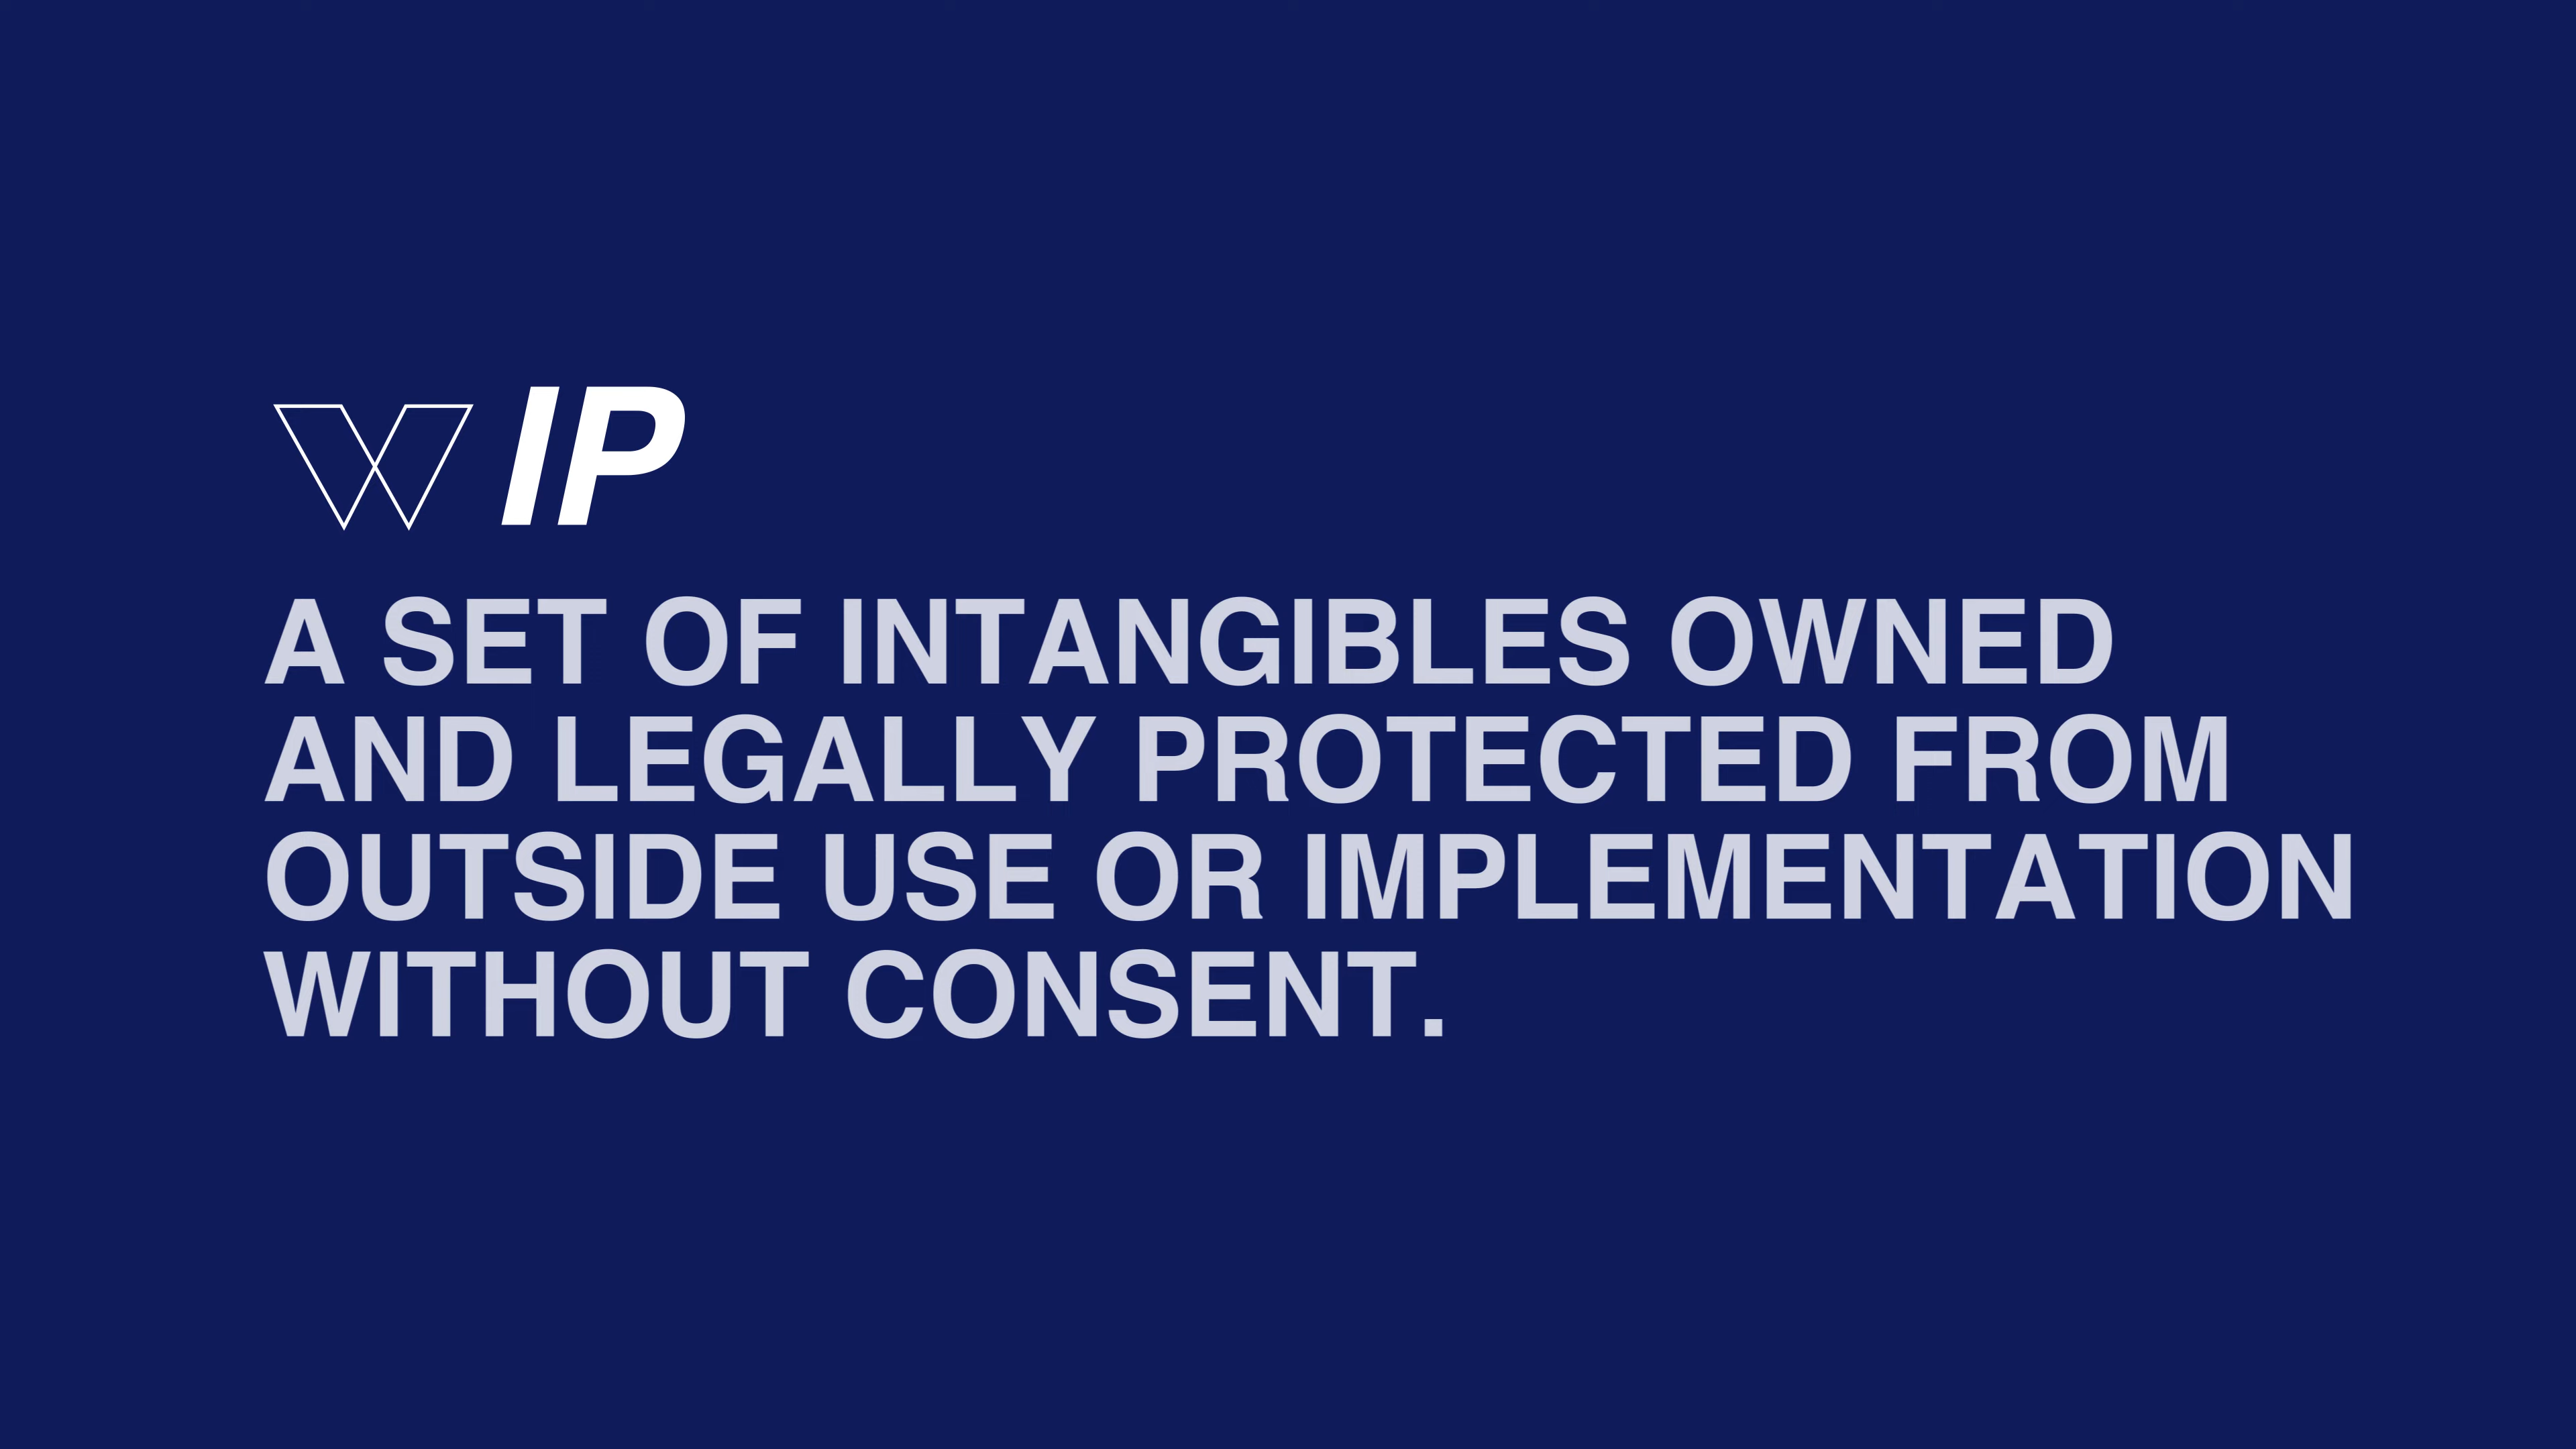 W IP
A SET OF INTANGIBLES OWNED
AND LEGALLY PROTECTED FROM
OUTSIDE USE OR IMPLEMENTATION
WITHOUT CONSENT.